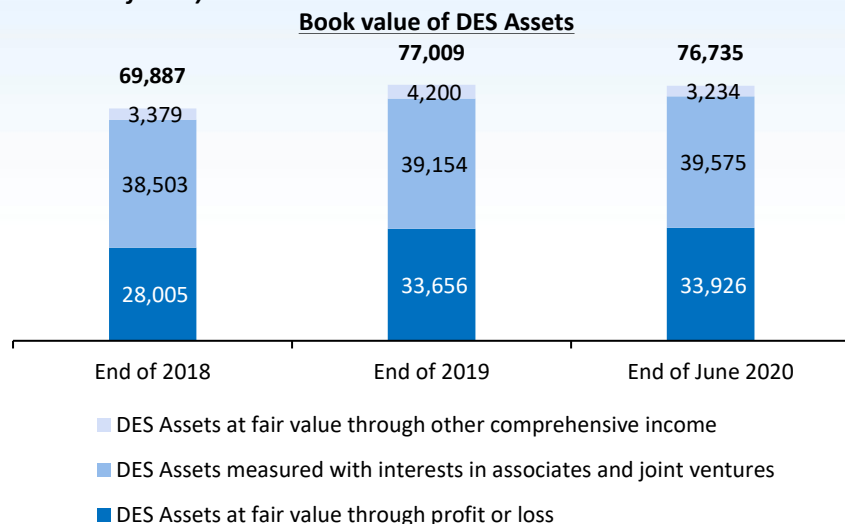 Book value of DES Assets
69,887
77,009
76,735
3,379
4,200
3,234
38,503
39,154
39,575
28,005
33,656
33,926
End of 2018
End of 2019
End of June 2020
DES Assets at fair value through other comprehensive income
DES Assets measured with interests in associates and joint ventures
DES Assets at fair value through profit or loss